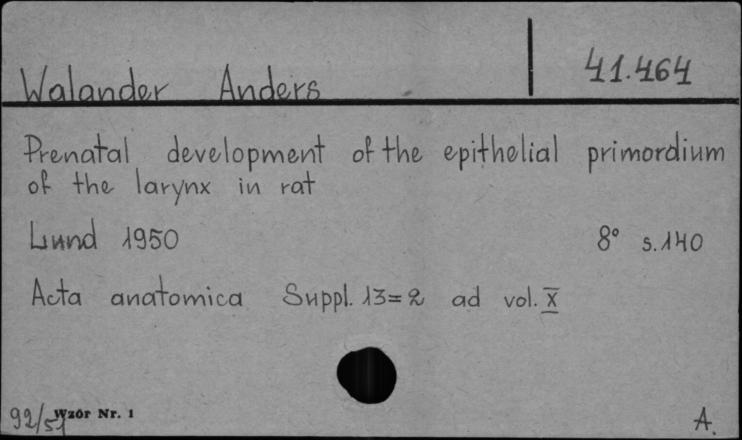 Walander Anders 41.464
Prenatal development of the epithelial primordium
of the larynx in rat
Lund 1950 8° s.140
Acta anatomica Suppl. 13=2 ad vol. X
92/51 Wzór Nr. 1 A.